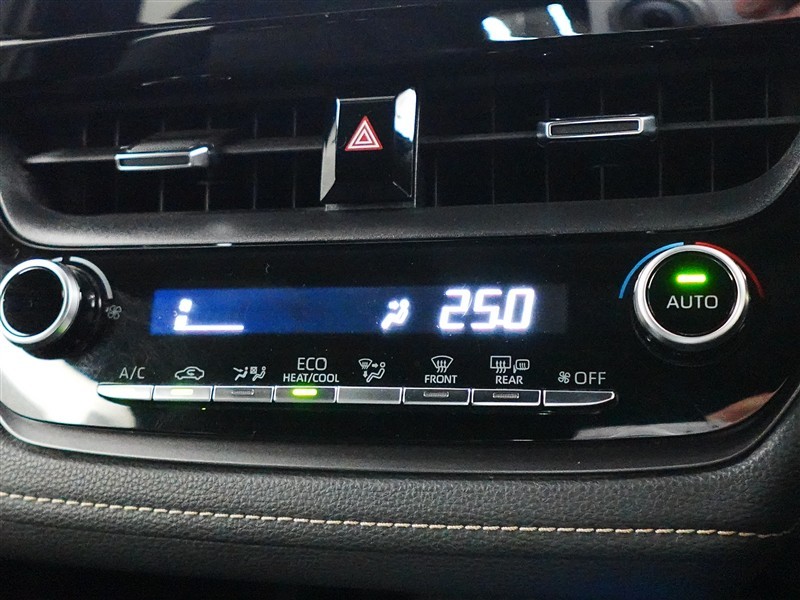 25.0
AUTO
A/C
ECO
HEAT/COOL
FRONT
REAR
OFF